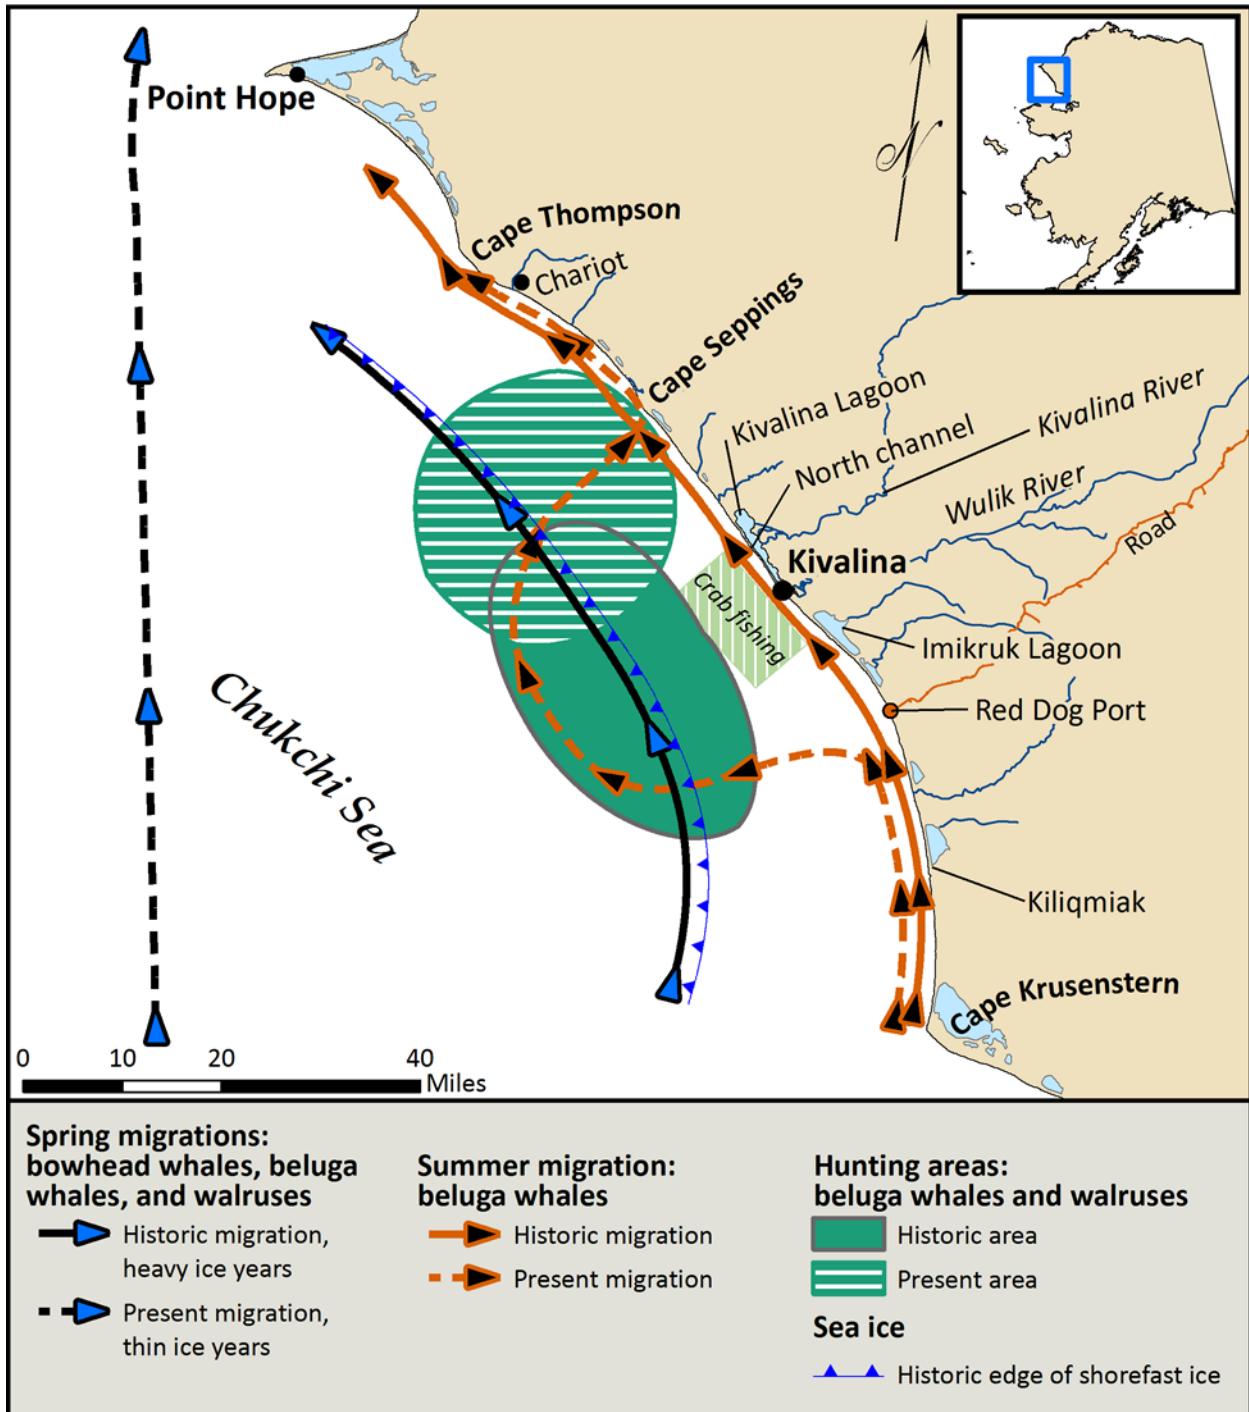 Point Hope
N
Cape Thompson
Chariot
Cape Seppings
Kivalina Lagoon
North channel
Kivalina River
Wulik River
Road
Kivalina
Crab fishing
Imikruk Lagoon
Red Dog Port
Chukchi Sea
Kiliqmiak
Cape Krusenstern
0 10 20 40
Miles
Spring migrations:
bowhead whales, beluga
whales, and walruses
Historic migration,
heavy ice years
Present migration,
thin ice years
Summer migration:
beluga whales
Historic migration
Present migration
Hunting areas:
beluga whales and walruses
Historic area
Present area
Sea ice
Historic edge of shorefast ice